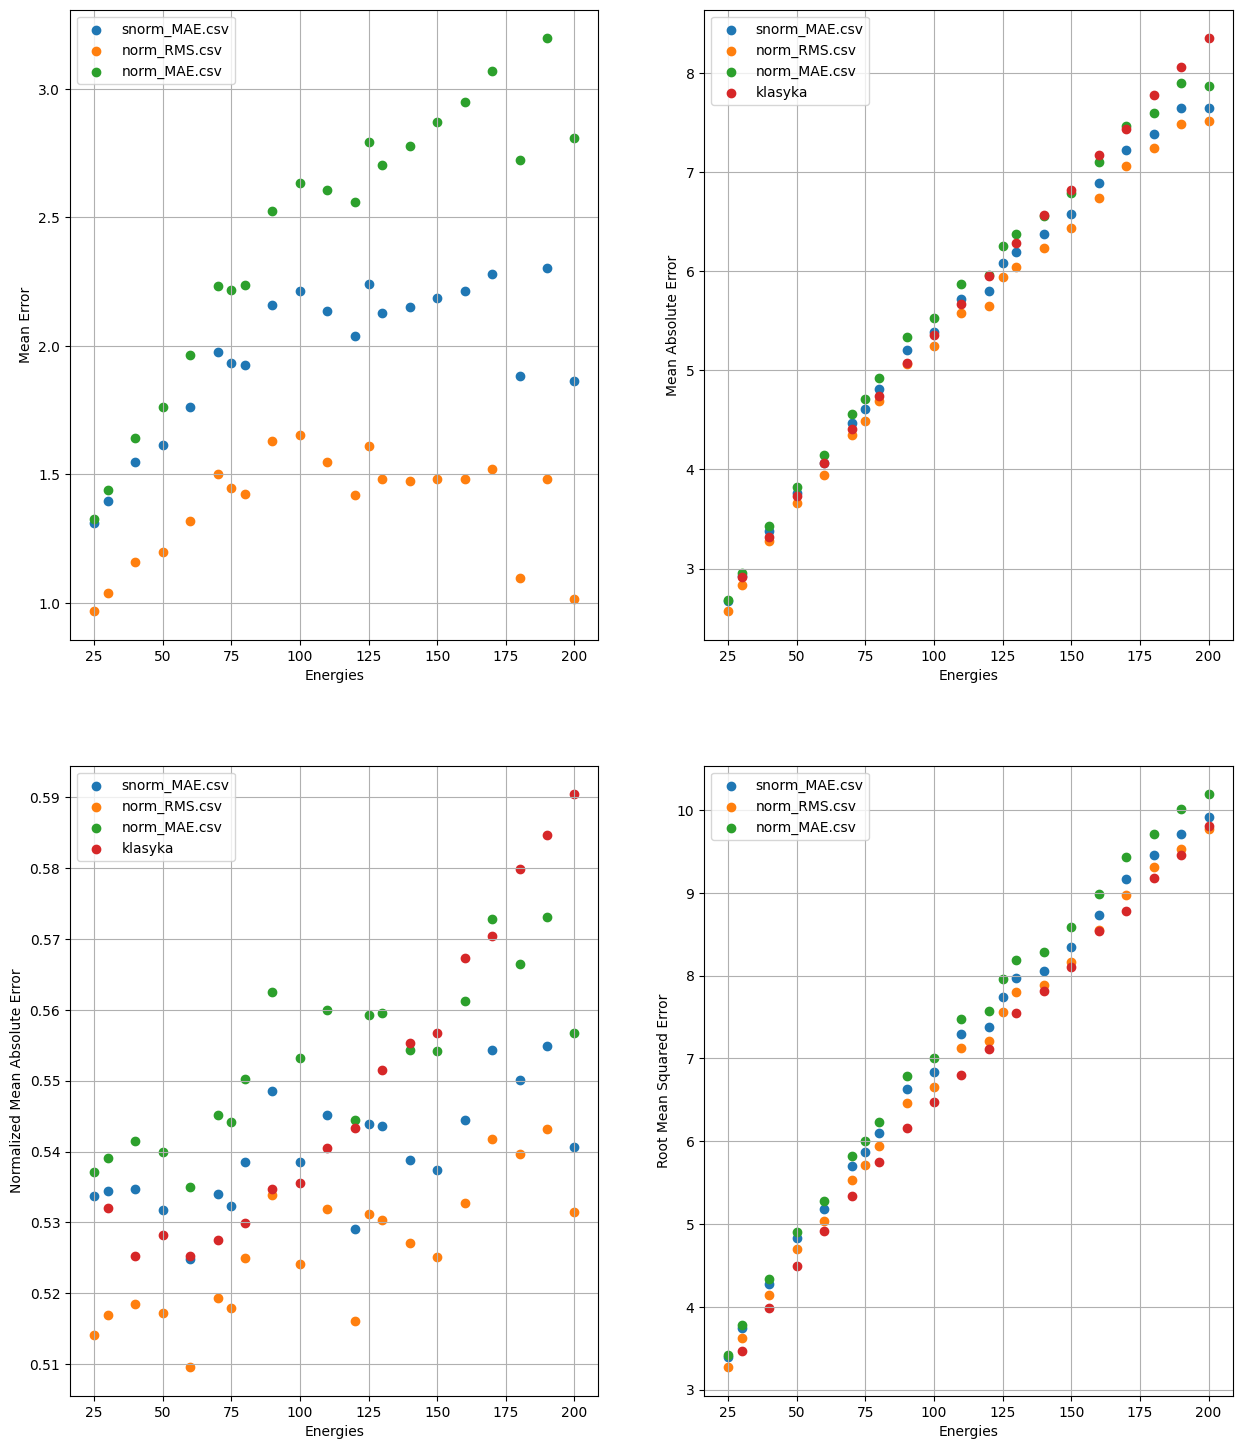 snorm_MAE.csv
norm_RMS.csv
norm_MAE.csv
3.0
2.5
2.0
1.5
1.0
Mean Error
25 50 75 100 125 150 175 200
Energies
snorm_MAE.csv
norm_RMS.csv
norm_MAE.csv
klasyka
8
7
6
5
4
3
Mean Absolute Error
25 50 75 100 125 150 175 200
Energies
snorm_MAE.csv
norm_RMS.csv
norm_MAE.csv
klasyka
0.59
0.58
0.57
0.56
0.55
0.54
0.53
0.52
0.51
Normalized Mean Absolute Error
25 50 75 100 125 150 175 200
Energies
snorm_MAE.csv
norm_RMS.csv
norm_MAE.csv
10
9
8
7
6
5
4
3
Root Mean Squared Error
25 50 75 100 125 150 175 200
Energies